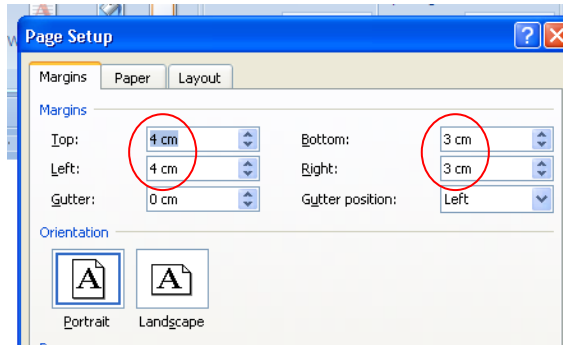 Page Setup ?
Margins Paper Layout
Margins
Top: 4 cm Bottom: 3 cm
Left: 4 cm Right: 3 cm
Gutter: 0 cm Gutter position: Left
Orientation
A A
Portrait Landscape